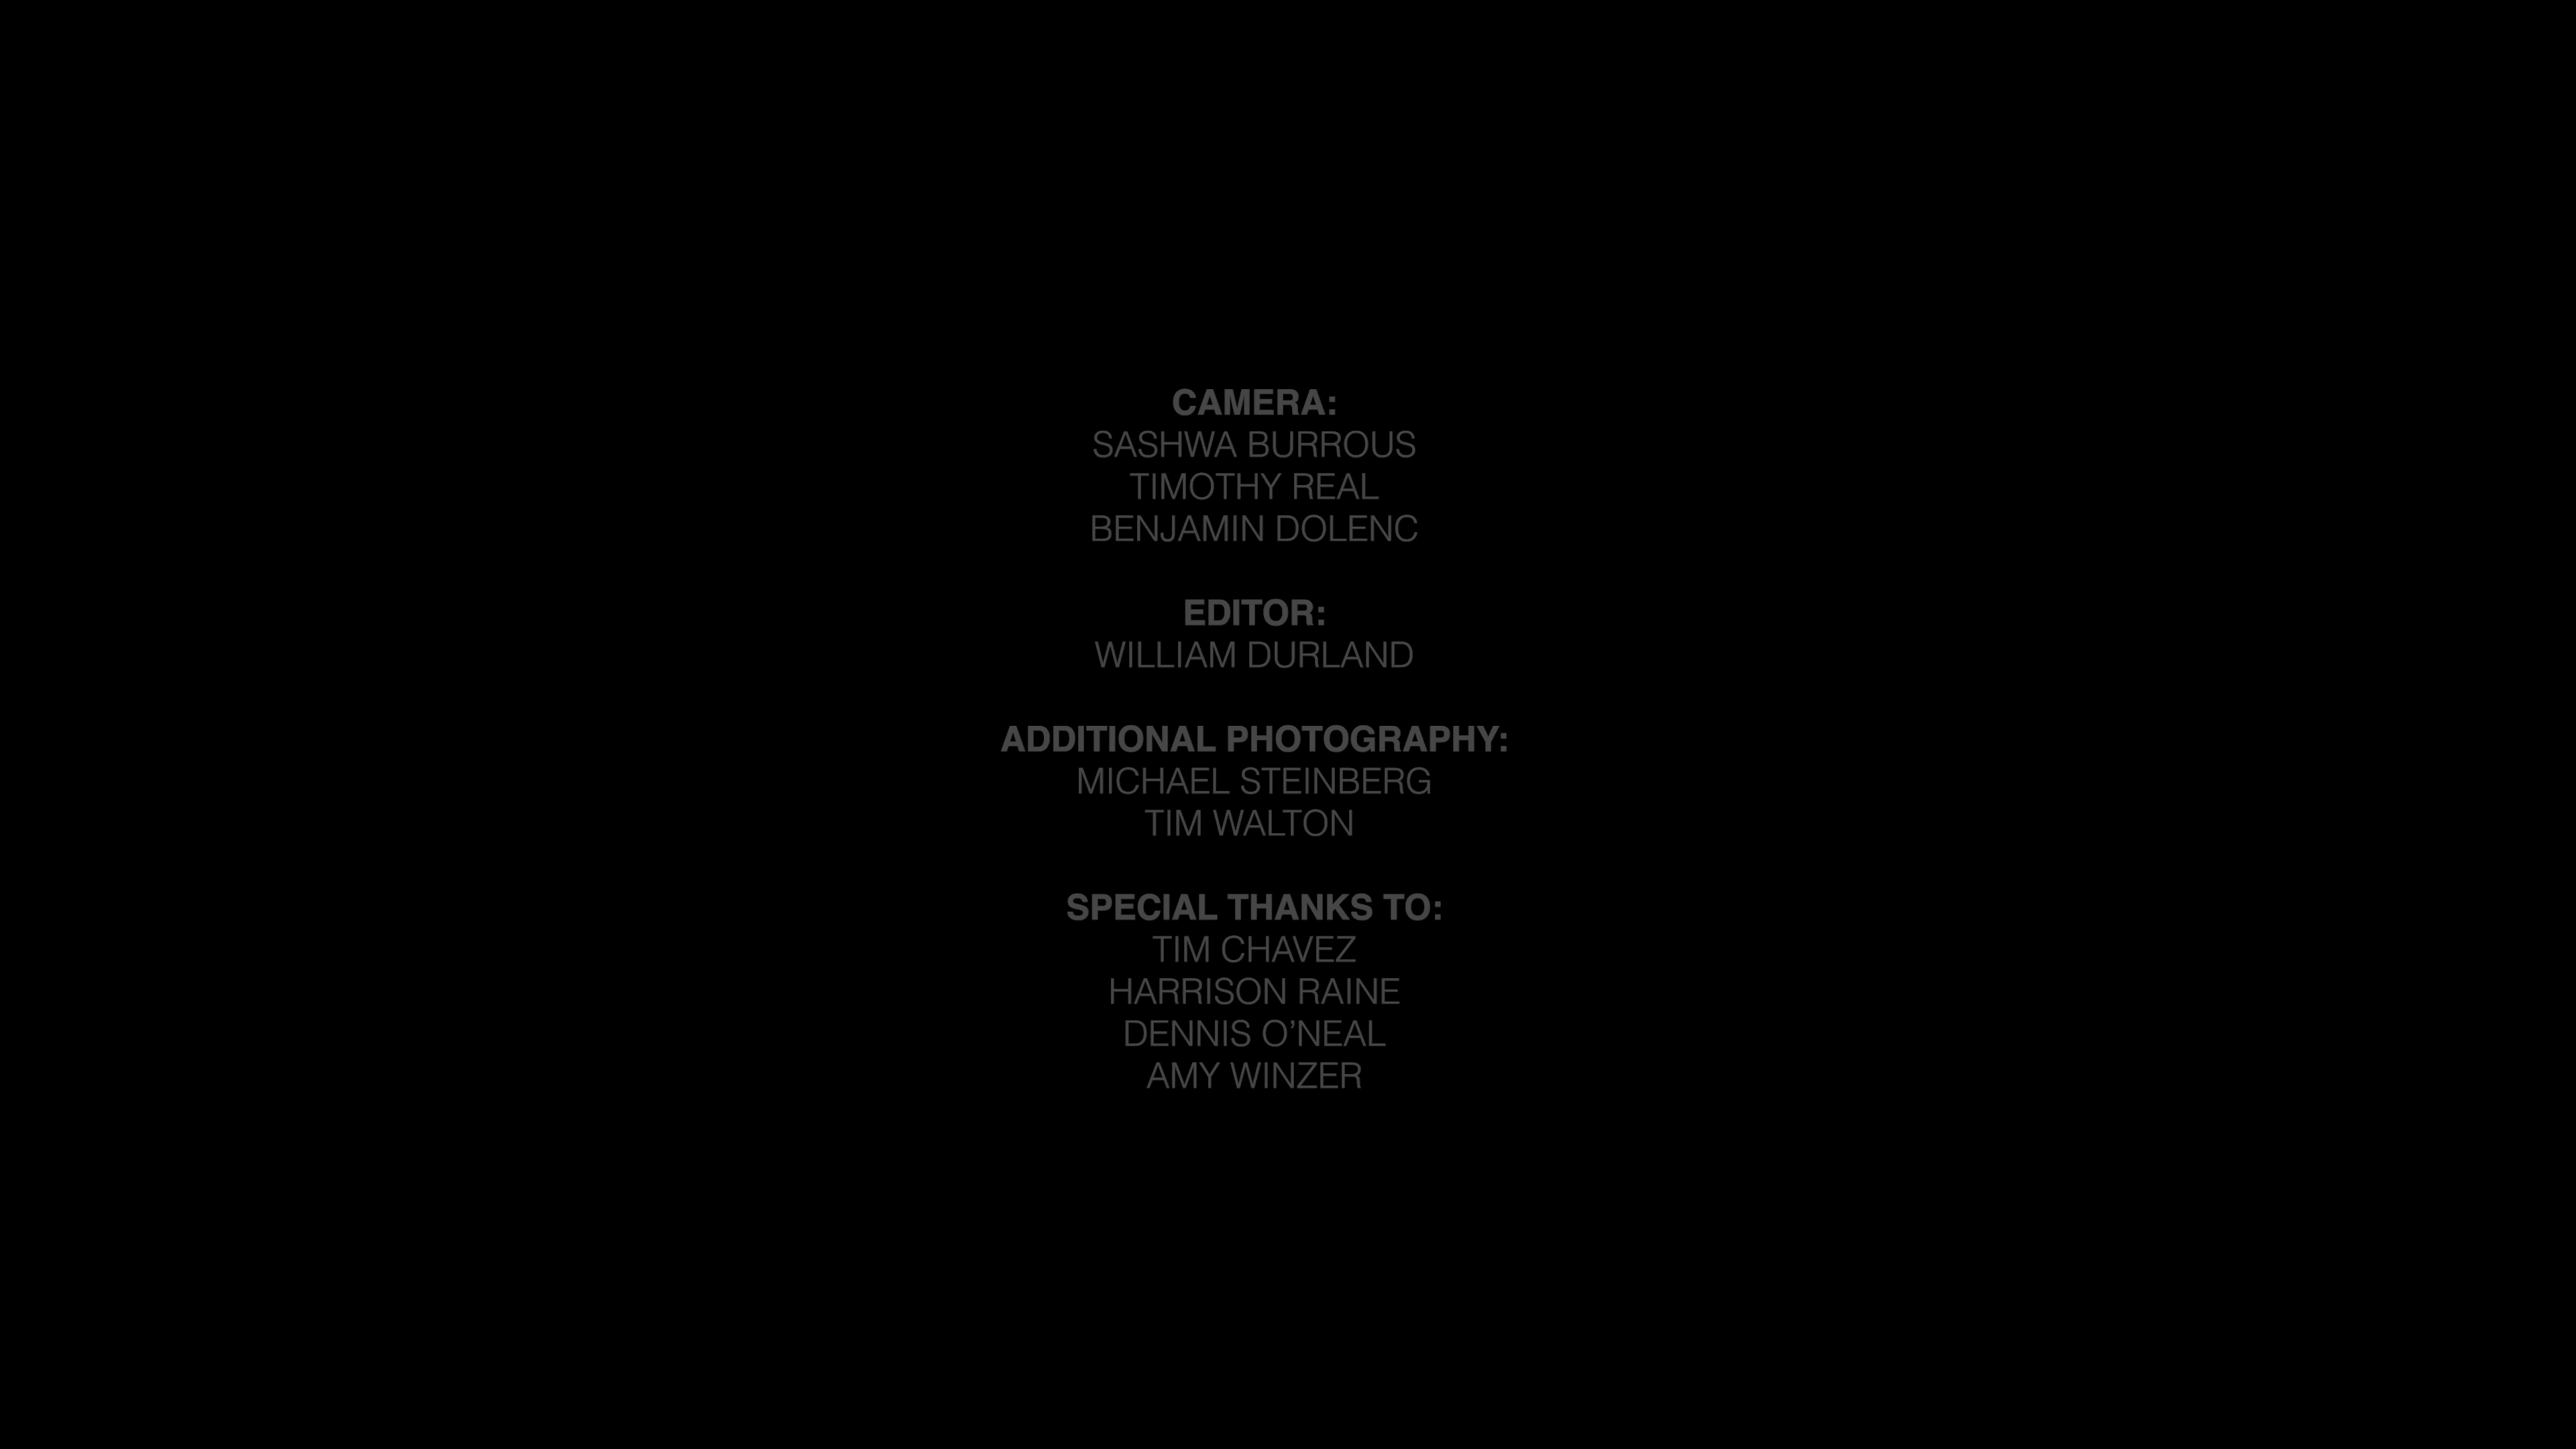 CAMERA:
SASHWA BURROUS
TIMOTHY REAL
BENJAMIN DOLENC
EDITOR:
WILLIAM DURLAND
ADDITIONAL PHOTOGRAPHY:
MICHAEL STEINBERG
TIM WALTON
SPECIAL THANKS TO:
TIM CHAVEZ
HARRISON RAINE
DENNIS O’NEAL
AMY WINZER